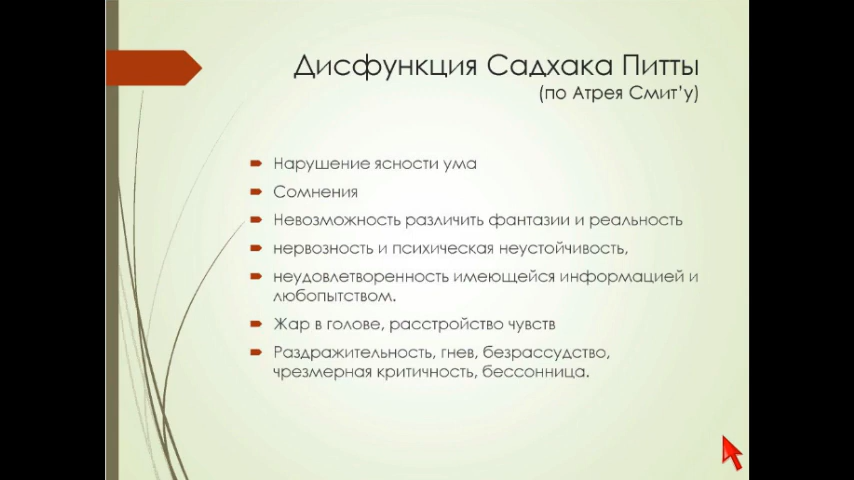 Дисфункция Садхака Питты
(по Атрея Смит'у)
Нарушение ясности ума
Сомнения
Невозможность различить фантазии и реальность
нервозность и психическая неустойчивость,
неудовлетворенность имеющейся информацией и
любопытством.
Жар в голове, расстройство чувств
Раздражительность, гнев, безрассудство,
чрезмерная критичность, бессонница.